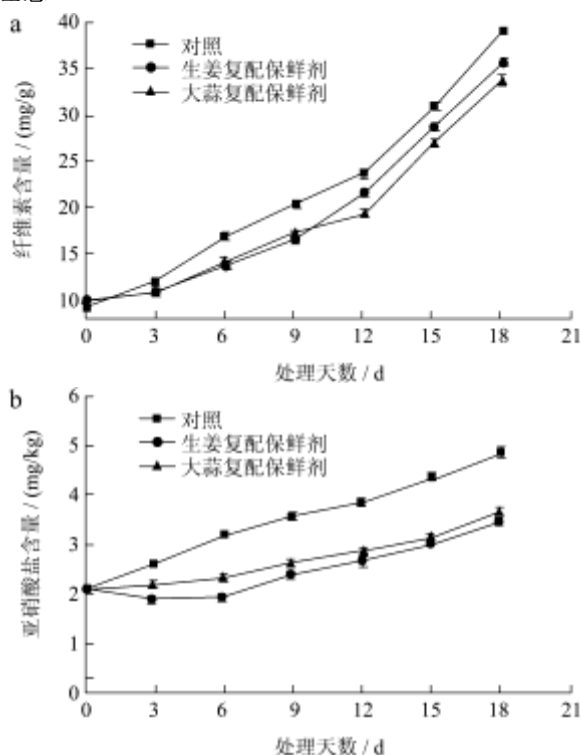 a
40
35
30
25
20
15
10
纤维素含量 / (mg/g)
对照
生姜复配保鲜剂
大蒜复配保鲜剂
0 3 6 9 12 15 18 21
处理天数 / d
b
6
5
4
3
2
1
0
亚硝酸盐含量 / (mg/kg)
对照
生姜复配保鲜剂
大蒜复配保鲜剂
0 3 6 9 12 15 18 21
处理天数 / d